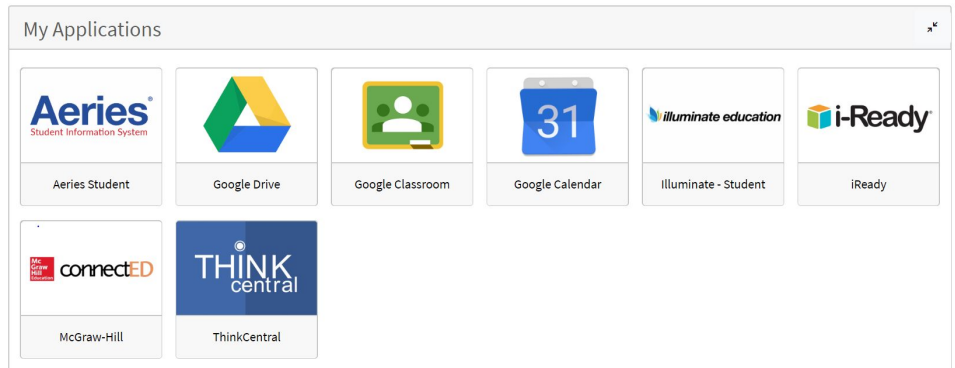 My Applications
Aeries®
Student Information System
31
illuminate education
i-Ready®
Aeries Student
Google Drive
Google Classroom
Google Calendar
Illuminate - Student
iReady
Mc
Graw
Hill
Education
connectED
THINK
central
McGraw-Hill
ThinkCentral